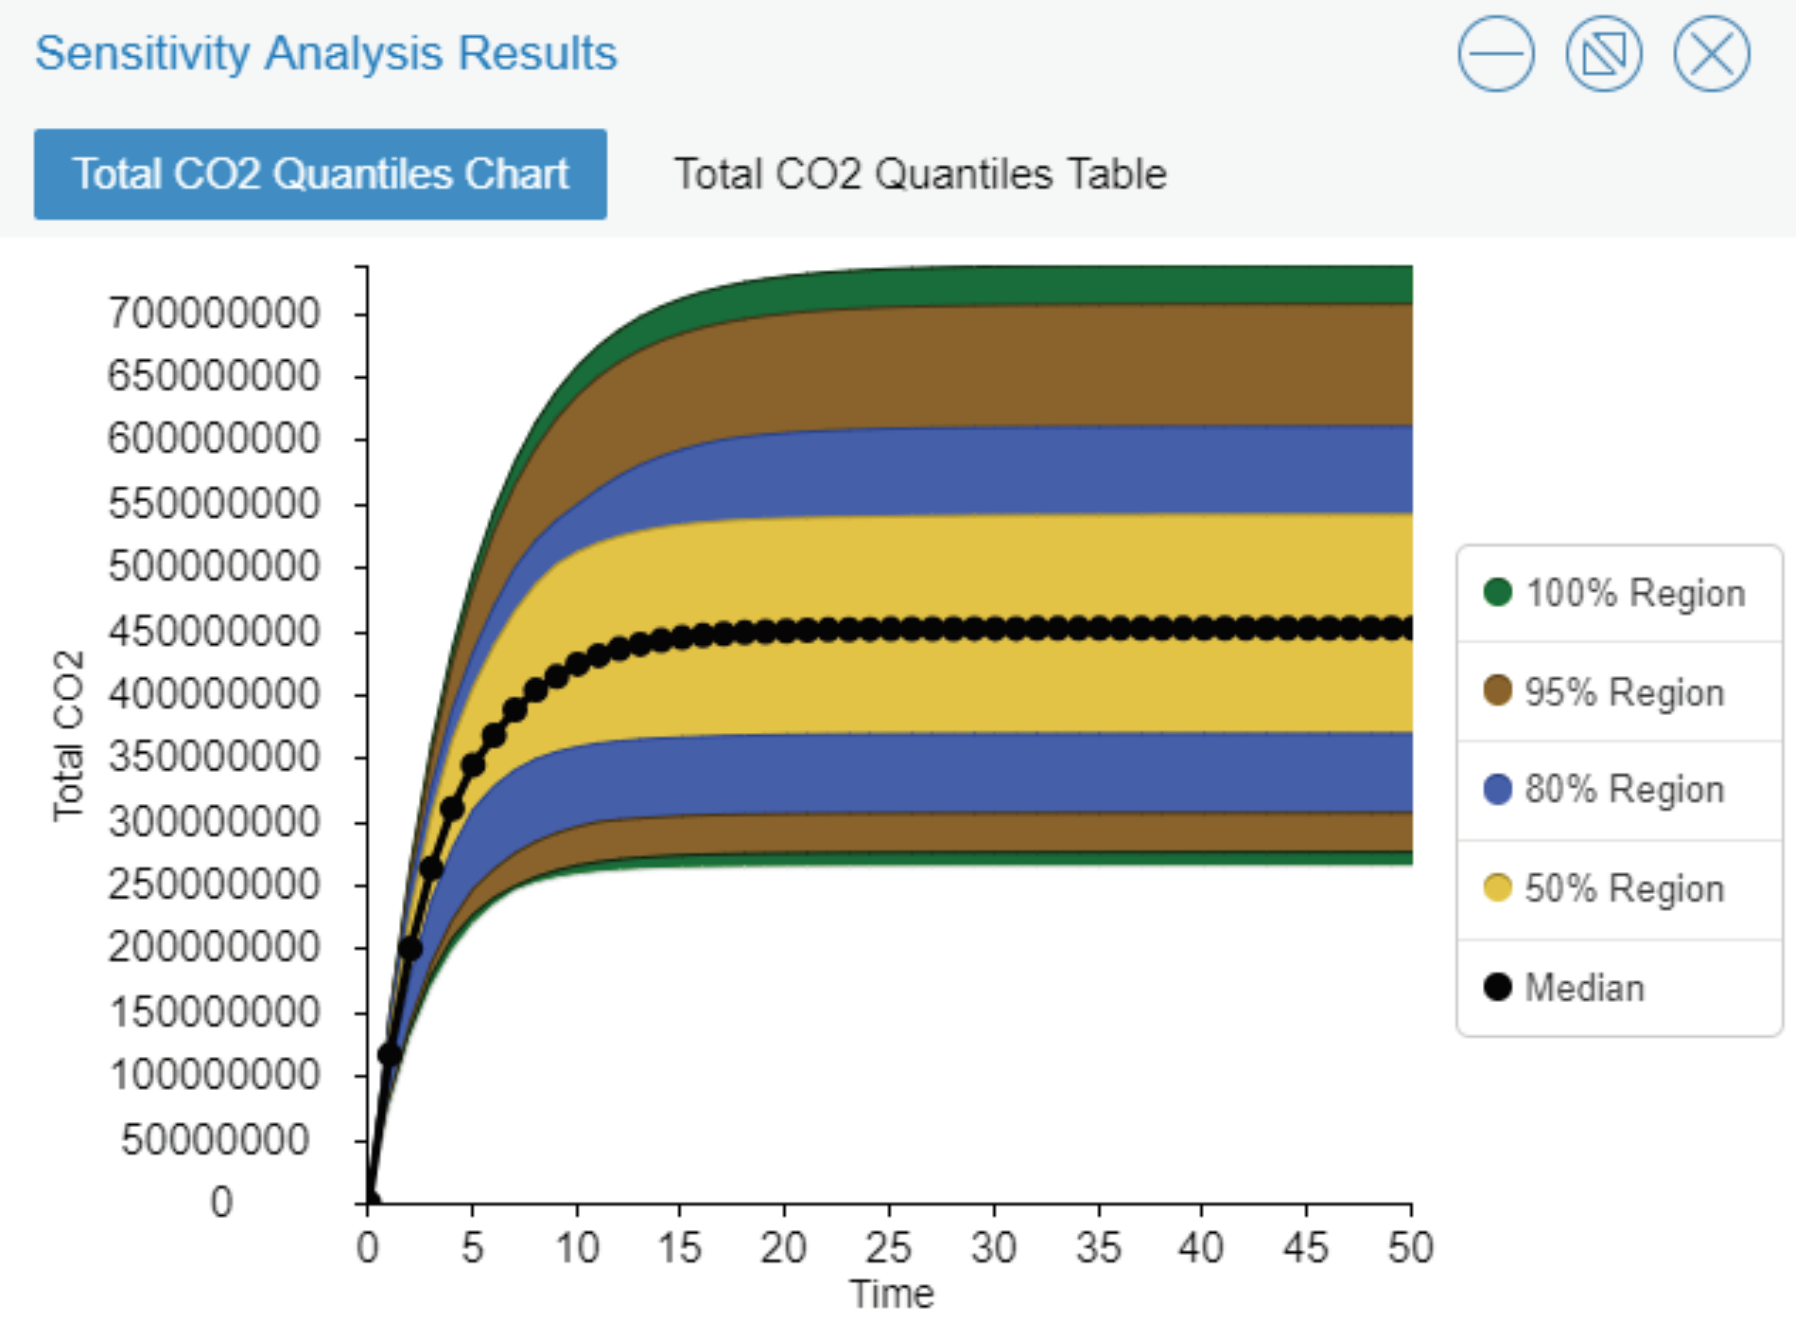 Sensitivity Analysis Results
Total CO2 Quantiles Chart
Total CO2 Quantiles Table
Total CO2
700000000
650000000
600000000
550000000
500000000
450000000
400000000
350000000
300000000
250000000
200000000
150000000
100000000
50000000
0
0 5 10 15 20 25 30 35 40 45 50
Time
100% Region
95% Region
80% Region
50% Region
Median